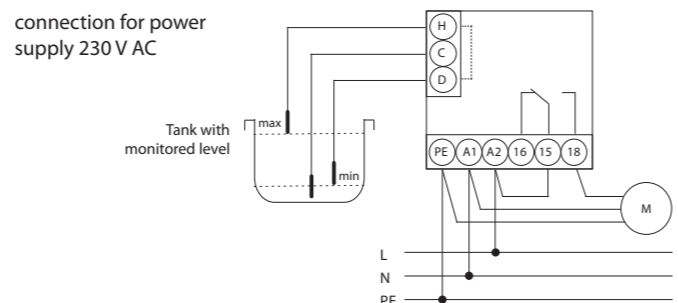 connection for power
supply 230 V AC
H
C
D
max
Tank with
monitored level
min
PE A1 A2 16 15 18
M
L
N
PE